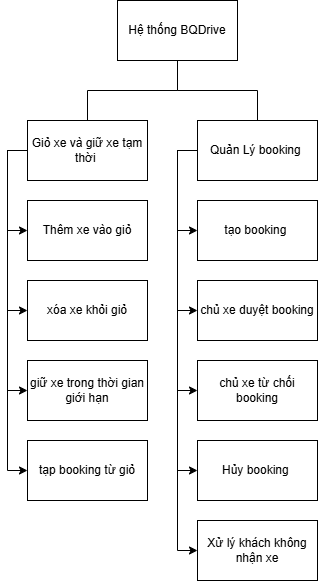 Hệ thống BQDrive
Giỏ xe và giữ xe tạm
thời
Quản Lý booking
Thêm xe vào giỏ
tạo booking
xóa xe khỏi giỏ
chủ xe duyệt booking
giữ xe trong thời gian
giới hạn
chủ xe từ chối
booking
tạp booking từ giỏ
Hủy booking
Xử lý khách không
nhận xe